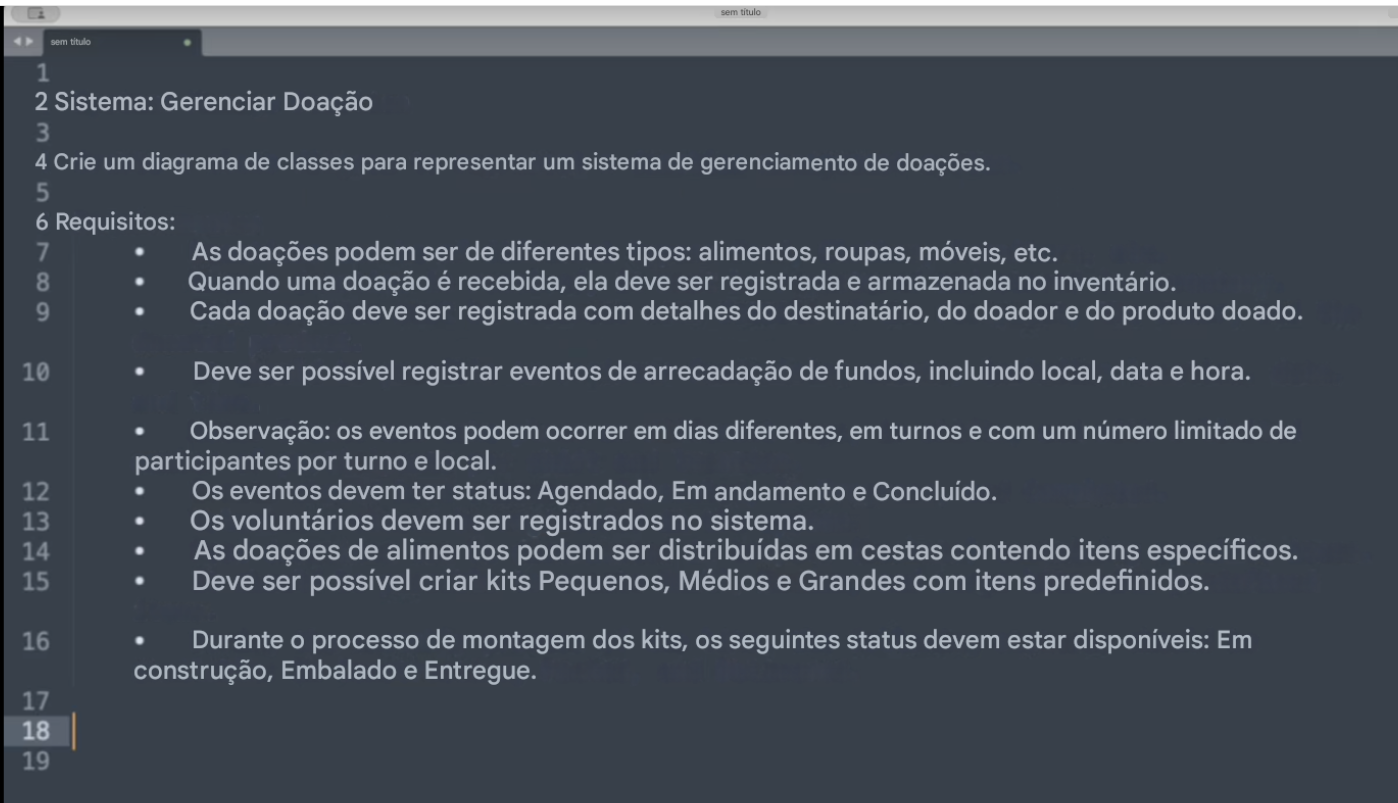 sem título
sem título
1
2 Sistema: Gerenciar Doação
3
4 Crie um diagrama de classes para representar um sistema de gerenciamento de doações.
5
6 Requisitos:
7 • As doações podem ser de diferentes tipos: alimentos, roupas, móveis, etc.
8 • Quando uma doação é recebida, ela deve ser registrada e armazenada no inventário.
9 • Cada doação deve ser registrada com detalhes do destinatário, do doador e do produto doado.
10 • Deve ser possível registrar eventos de arrecadação de fundos, incluindo local, data e hora.
11 • Observação: os eventos podem ocorrer em dias diferentes, em turnos e com um número limitado de
participantes por turno e local.
12 • Os eventos devem ter status: Agendado, Em andamento e Concluído.
13 • Os voluntários devem ser registrados no sistema.
14 • As doações de alimentos podem ser distribuídas em cestas contendo itens específicos.
15 • Deve ser possível criar kits Pequenos, Médios e Grandes com itens predefinidos.
16 • Durante o processo de montagem dos kits, os seguintes status devem estar disponíveis: Em
construção, Embalado e Entregue.
17
18
19